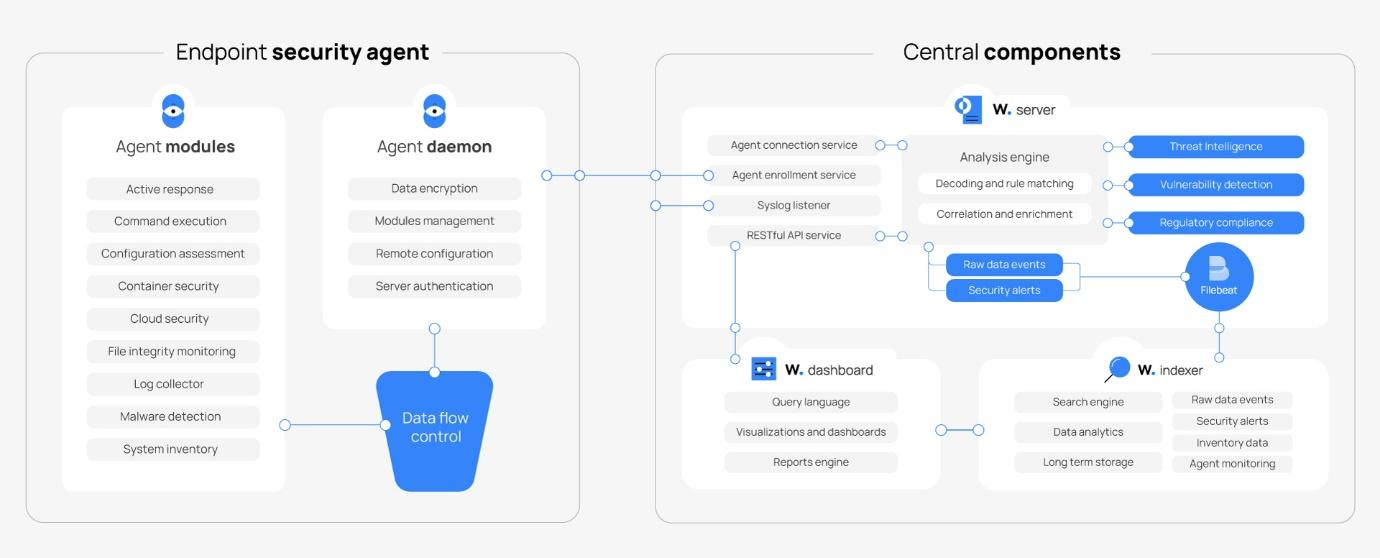 Endpoint security agent
Agent modules
Active response
Command execution
Configuration assessment
Container security
Cloud security
File integrity monitoring
Log collector
Malware detection
System inventory
Agent daemon
Data encryption
Modules management
Remote configuration
Server authentication
Data flow
control
Central components
W. server
Agent connection service
Agent enrollment service
Syslog listener
RESTful API service
Analysis engine
Decoding and rule matching
Correlation and enrichment
Threat Intelligence
Vulnerability detection
Regulatory compliance
Raw data events
Security alerts
Filebeat
W. dashboard
Query language
Visualizations and dashboards
Reports engine
W. indexer
Search engine
Data analytics
Long term storage
Raw data events
Security alerts
Inventory data
Agent monitoring